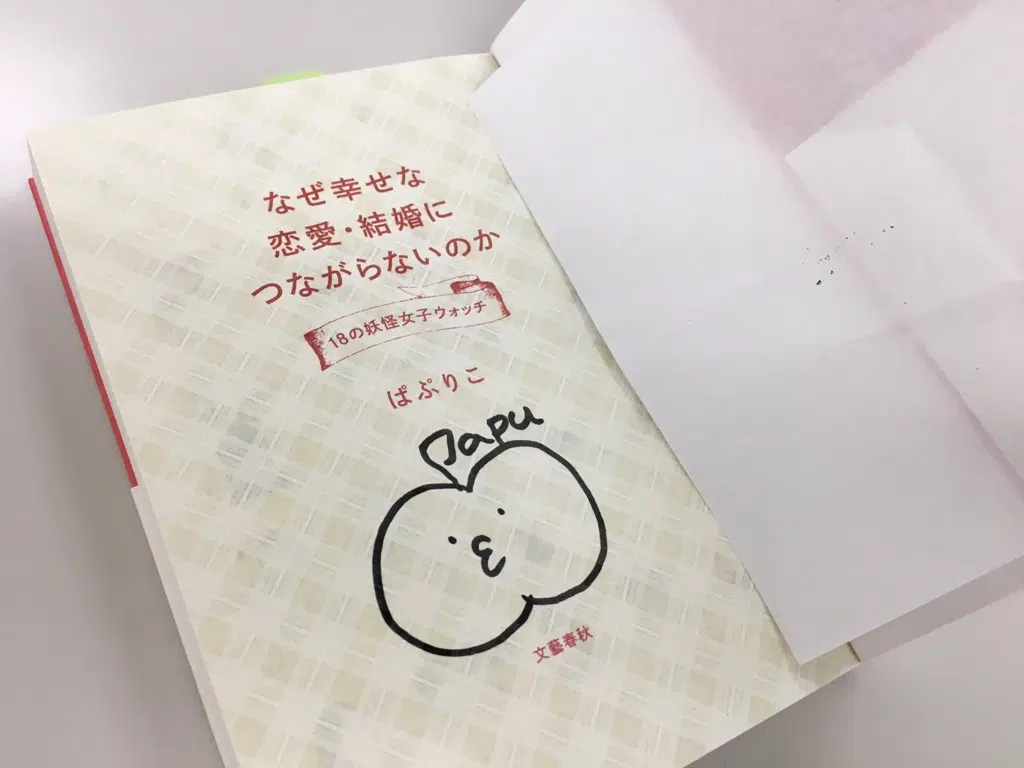 なぜ幸せな
恋愛・結婚に
つながらないのか
18の妖怪女子ウォッチ
ぱぷりこ
Papu
文藝春秋